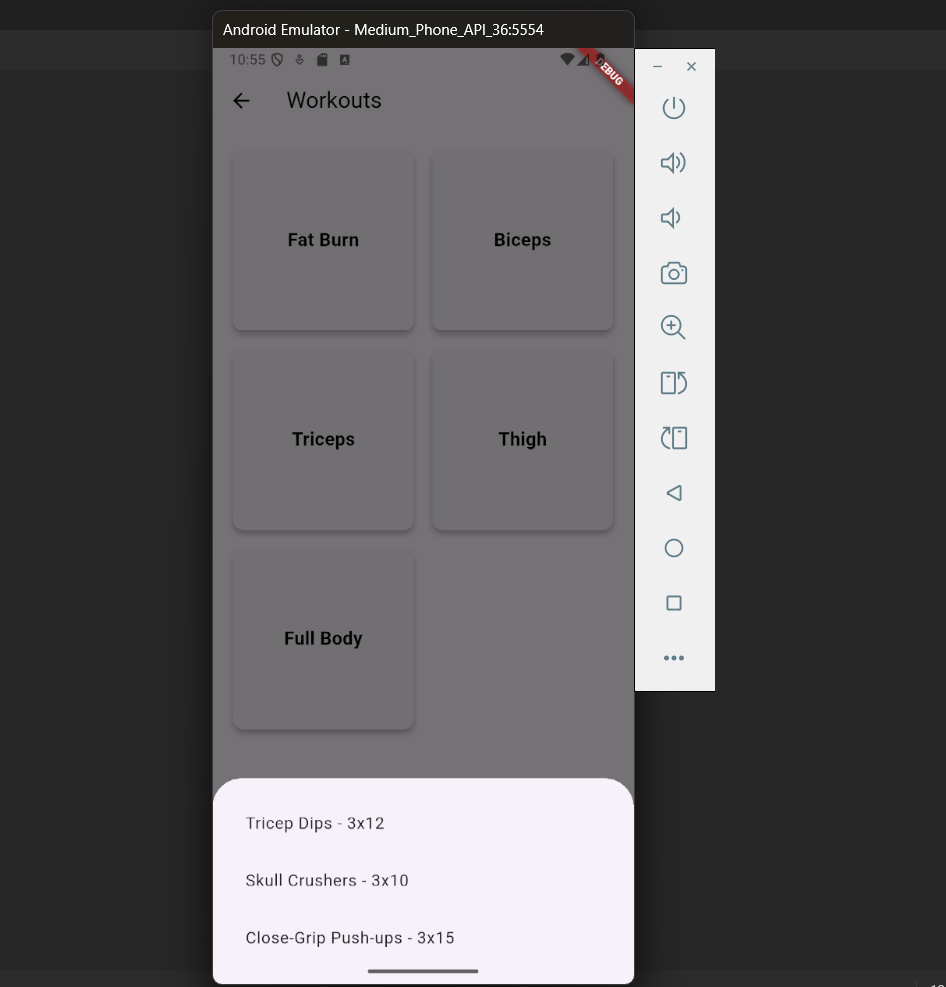 Android Emulator - Medium_Phone_API_36:5554
10:55
DEBUG
Workouts
Fat Burn
Biceps
Triceps
Thigh
Full Body
Tricep Dips - 3x12
Skull Crushers - 3x10
Close-Grip Push-ups - 3x15